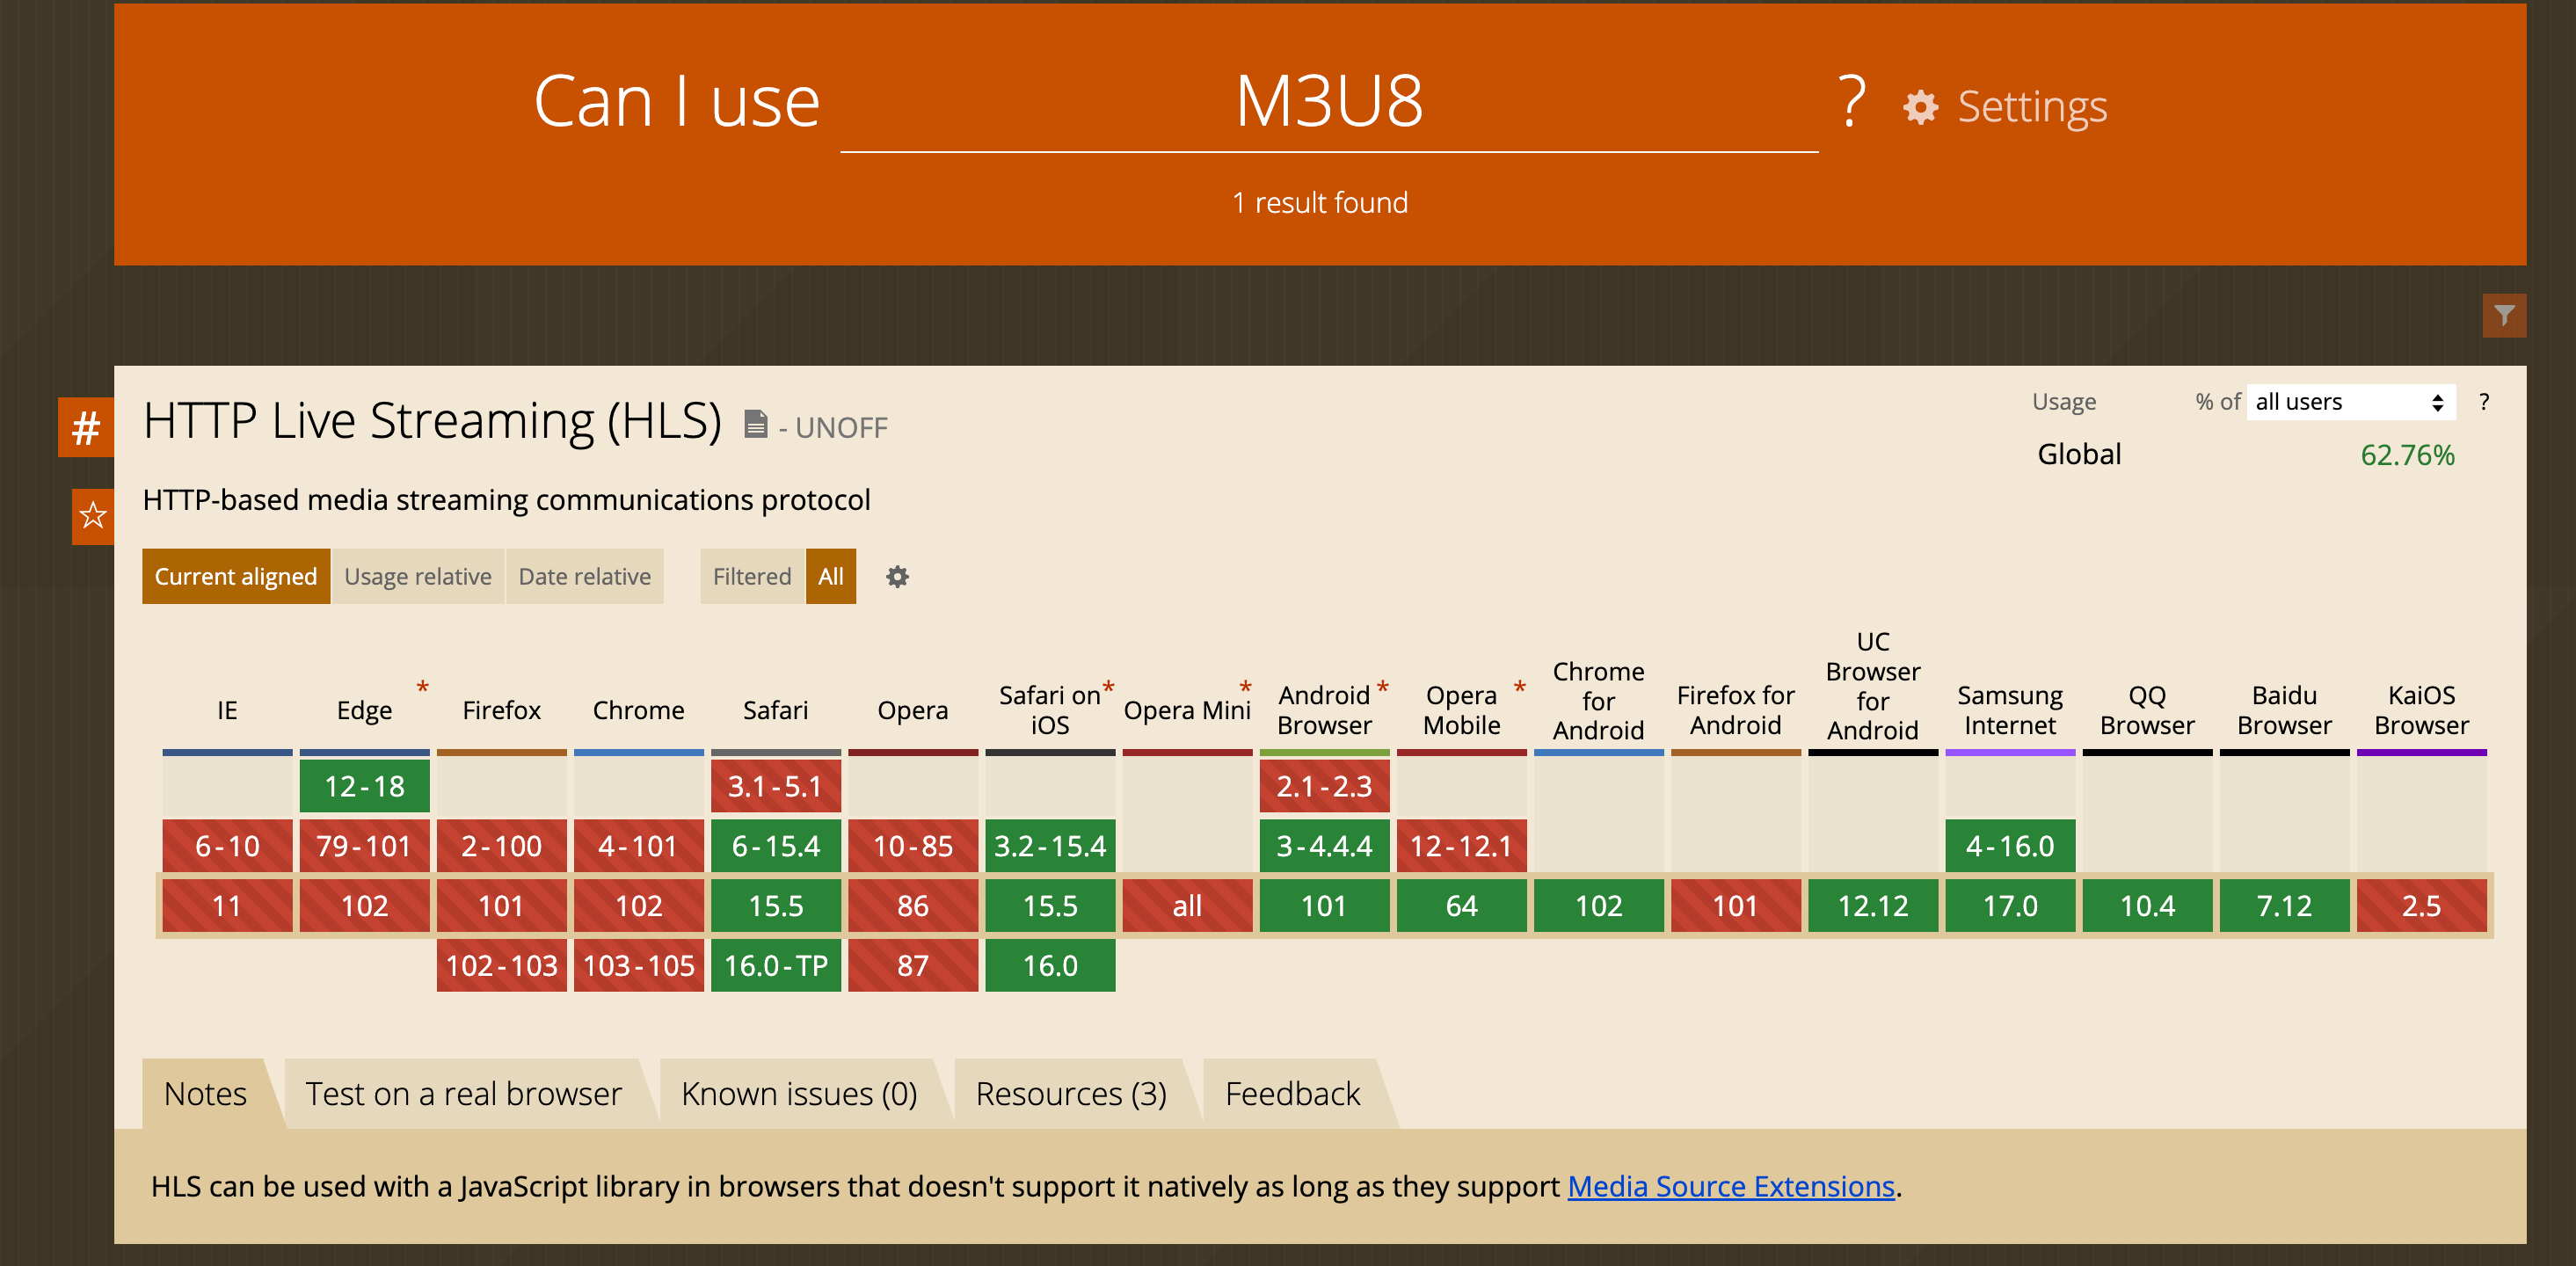 Can I use M3U8 ? Settings
1 result found
# HTTP Live Streaming (HLS) - UNOFF
Usage % of all users ?
Global 62.76%
HTTP-based media streaming communications protocol
Current aligned Usage relative Date relative Filtered All
IE Edge * Firefox Chrome Safari Opera Safari on iOS * Opera Mini * Android Browser * Opera Mobile * Chrome for Android Firefox for Android UC Browser for Android Samsung Internet QQ Browser Baidu Browser KaiOS Browser
12-18 3.1-5.1 2.1-2.3
6-10 79-101 2-100 4-101 6-15.4 10-85 3.2-15.4 3-4.4.4 12-12.1 4-16.0
11 102 101 102 15.5 86 15.5 all 101 64 102 101 12.12 17.0 10.4 7.12 2.5
102-103 103-105 16.0-TP 87 16.0
Notes Test on a real browser Known issues (0) Resources (3) Feedback
HLS can be used with a JavaScript library in browsers that doesn't support it natively as long as they support Media Source Extensions.